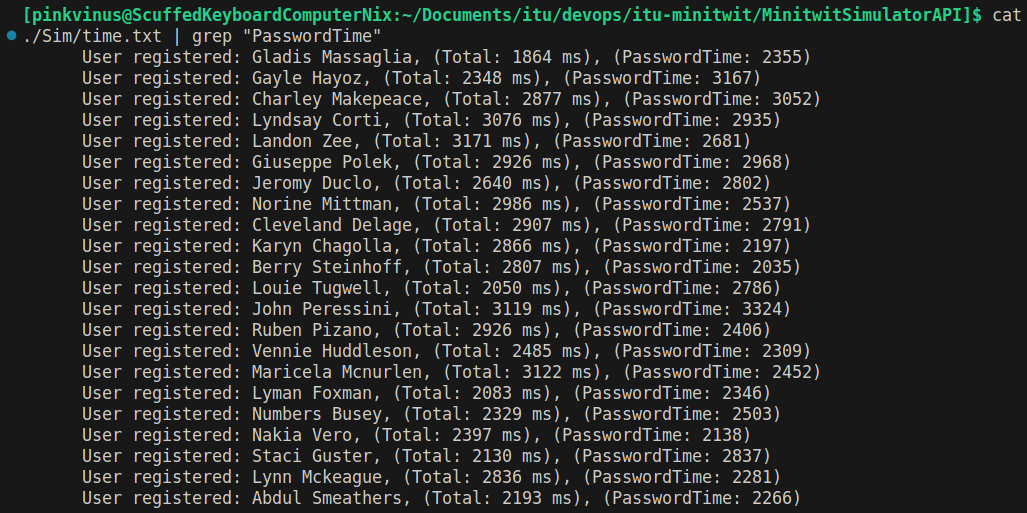 [pinkvinus@ScuffedKeyboardComputerNix:~/Documents/itu/devops/itu-minitwit/MinitwitSimulatorAPI]$ cat
./Sim/time.txt | grep "PasswordTime"
User registered: Gladis Massaglia, (Total: 1864 ms), (PasswordTime: 2355)
User registered: Gayle Hayoz, (Total: 2348 ms), (PasswordTime: 3167)
User registered: Charley Makepeace, (Total: 2877 ms), (PasswordTime: 3052)
User registered: Lyndsay Corti, (Total: 3076 ms), (PasswordTime: 2935)
User registered: Landon Zee, (Total: 3171 ms), (PasswordTime: 2681)
User registered: Giuseppe Polek, (Total: 2926 ms), (PasswordTime: 2968)
User registered: Jeromy Duclo, (Total: 2640 ms), (PasswordTime: 2802)
User registered: Norine Mittman, (Total: 2986 ms), (PasswordTime: 2537)
User registered: Cleveland Delage, (Total: 2907 ms), (PasswordTime: 2791)
User registered: Karyn Chagolla, (Total: 2866 ms), (PasswordTime: 2197)
User registered: Berry Steinhoff, (Total: 2807 ms), (PasswordTime: 2035)
User registered: Louie Tugwell, (Total: 2050 ms), (PasswordTime: 2786)
User registered: John Peressini, (Total: 3119 ms), (PasswordTime: 3324)
User registered: Ruben Pizano, (Total: 2926 ms), (PasswordTime: 2406)
User registered: Vennie Huddleson, (Total: 2485 ms), (PasswordTime: 2309)
User registered: Maricela Mcnurlen, (Total: 3122 ms), (PasswordTime: 2452)
User registered: Lyman Foxman, (Total: 2083 ms), (PasswordTime: 2346)
User registered: Numbers Busey, (Total: 2329 ms), (PasswordTime: 2503)
User registered: Nakia Vero, (Total: 2397 ms), (PasswordTime: 2138)
User registered: Staci Guster, (Total: 2130 ms), (PasswordTime: 2837)
User registered: Lynn Mckeague, (Total: 2836 ms), (PasswordTime: 2281)
User registered: Abdul Smeathers, (Total: 2193 ms), (PasswordTime: 2266)